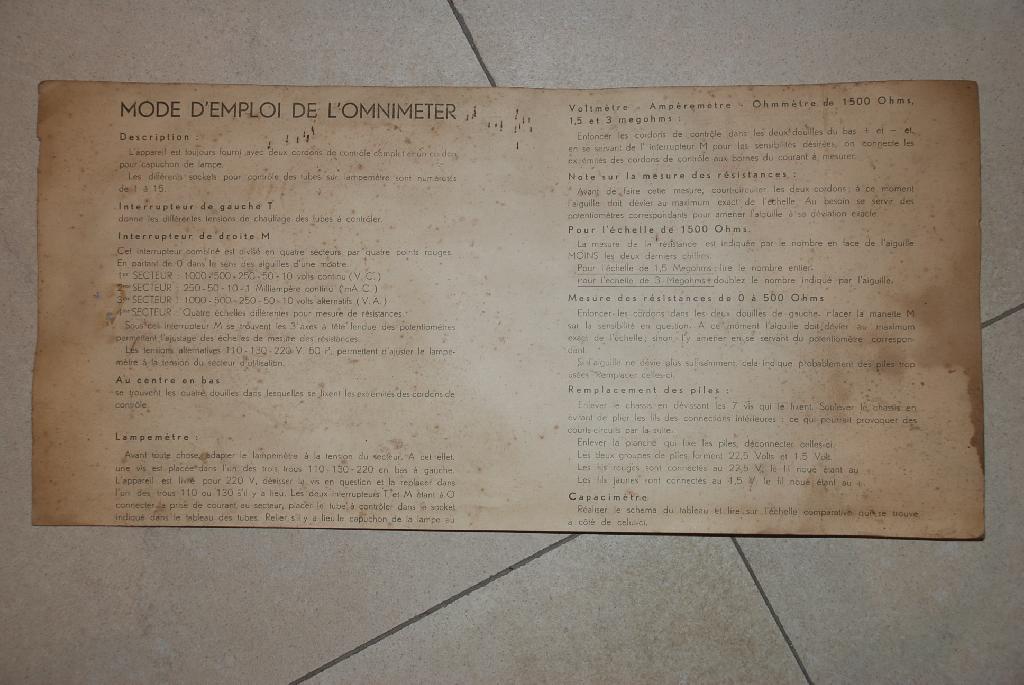 MODE D'EMPLOI DE L'OMNIMETER
Description :
L'appareil est toujours fourni avec deux cordons de contrôle complet et un cordon
pour capuchon de lampe.
Les différents sockets pour contrôle des tubes sur lampemètre sont numérotés
de 1 à 15.
Interrupteur de gauche T
donne les différentes tensions de chauffage des tubes à contrôler.
Interrupteur de droite M
Cet interrupteur combiné est divisé en quatre secteurs par quatre points rouges.
En partant de 0 dans le sens des aiguilles d'une montre.
1er SECTEUR : 1000-500-250-50-10 volts continu (V.C.)
2me SECTEUR : 250-50-10-1 Milliampère continu (mA.C.)
3me SECTEUR : 1000-500-250-50-10 volts alternatifs (V.A.)
4me SECTEUR : Quatre échelles différentes pour mesure de résistances.
Sous cet interrupteur M se trouvent les 3 axes à tête fendue des potentiomètres
permettant l'ajustage des échelles de mesure des résistances.
Les tensions alternatives 110-130-220 V 50 P. permettent d'ajuster le lampe-
mètre à la tension du secteur d'utilisation.
Au centre en bas
se trouvent les quatre douilles dans lesquelles se fixent les extrémités des cordons de
contrôle.
Lampemètre :
Avant toute chose, adapter le lampemètre à la tension du secteur. A cet effet,
une vis est placée dans l'un des trois trous 110-130-220 en bas à gauche.
L'appareil est livré pour 220 V, dévisser la vis en question et la replacer dans
l'un des trous 110 ou 130 s'il y a lieu. Les deux interrupteurs T et M étant à O
connecter la prise de courant au secteur, placer le tube à contrôler dans le socket
indiqué dans le tableau des tubes. Relier s'il y a lieu le capuchon de la lampe au
Voltmètre - Ampèremètre - Ohmmètre de 1500 Ohms,
1,5 et 3 megohms :
Enfoncer les cordons de contrôle dans les deux douilles du bas + et - et,
en se servant de l'interrupteur M pour les sensibilités désirées, on connecte les
extrémités des cordons de contrôle aux bornes du courant à mesurer.
Note sur la mesure des résistances :
Avant de faire cette mesure, court-circuiter les deux cordons ; à ce moment
l'aiguille doit dévier au maximum exact de l'échelle. Au besoin se servir des
potentiomètres correspondants pour amener l'aiguille à sa déviation exacte.
Pour l'échelle de 1500 Ohms.
La mesure de la résistance est indiquée par le nombre en face de l'aiguille
MOINS les deux derniers chiffres.
Pour l'échelle de 1,5 Megohms : lire le nombre entier.
Pour l'échelle de 3 Megohms : doublez le nombre indiqué par l'aiguille.
Mesure des résistances de 0 à 500 Ohms
Enfoncer les cordons dans les deux douilles de gauche. Placer la manette M
sur la sensibilité en question. A ce moment l'aiguille doit dévier au maximum
exact de l'échelle ; sinon, l'y amener en se servant du potentiomètre correspon-
dant.
Si l'aiguille ne dévie plus suffisamment, cela indique probablement des piles trop
usées. Remplacer celles-ci.
Remplacement des piles :
Enlever le chassis en dévissant les 7 vis qui le fixent. Soulever le chassis en
évitant de plier les fils des connections intérieures : ce qui pourrait provoquer des
courts-circuits par la suite.
Enlever la planche qui fixe les piles, déconnecter celles-ci.
Les deux groupes de piles forment 22,5 Volts et 1,5 Volt.
Les fils rouges sont connectés au 22,5 V, le fil noué étant au
Les fils jaunes sont connectés au 1,5 V le fil noué étant au +.
Capacimètre
Réaliser le schema du tableau et lire sur l'échelle comparative qui se trouve
à côté de celui-ci.